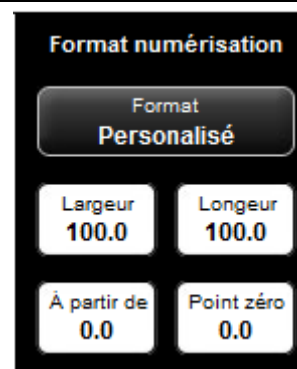 Format numérisation
Format
Personalisé
Largeur
100.0
Longeur
100.0
À partir de
0.0
Point zéro
0.0